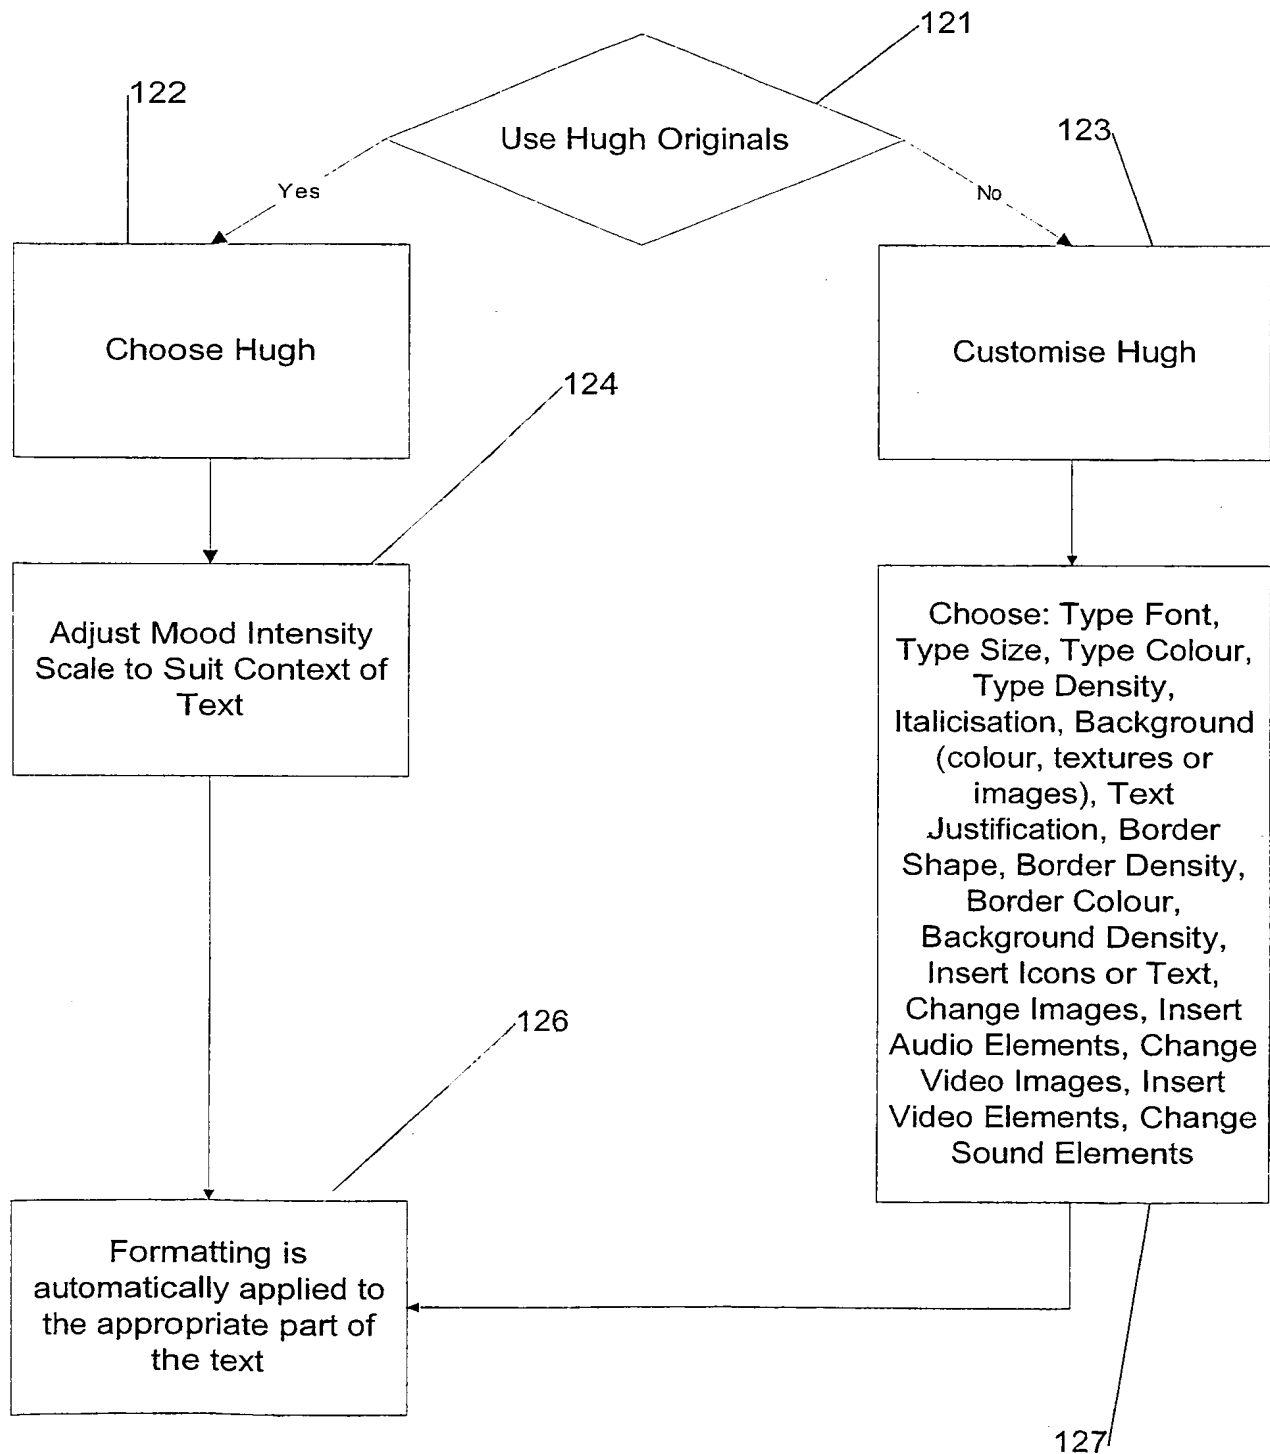 121
122
Use Hugh Originals
123
Yes
No
Choose Hugh
Customise Hugh
124
Adjust Mood Intensity
Scale to Suit Context of
Text
Choose: Type Font,
Type Size, Type Colour,
Type Density,
Italicisation, Background
(colour, textures or
images), Text
Justification, Border
Shape, Border Density,
Border Colour,
Background Density,
Insert Icons or Text,
Change Images, Insert
Audio Elements, Change
Video Images, Insert
Video Elements, Change
Sound Elements
126
Formatting is
automatically applied to
the appropriate part of
the text
127